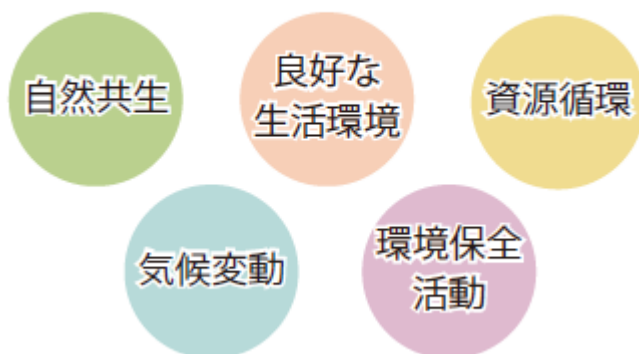 自然共生
良好な
生活環境
資源循環
気候変動
環境保全
活動